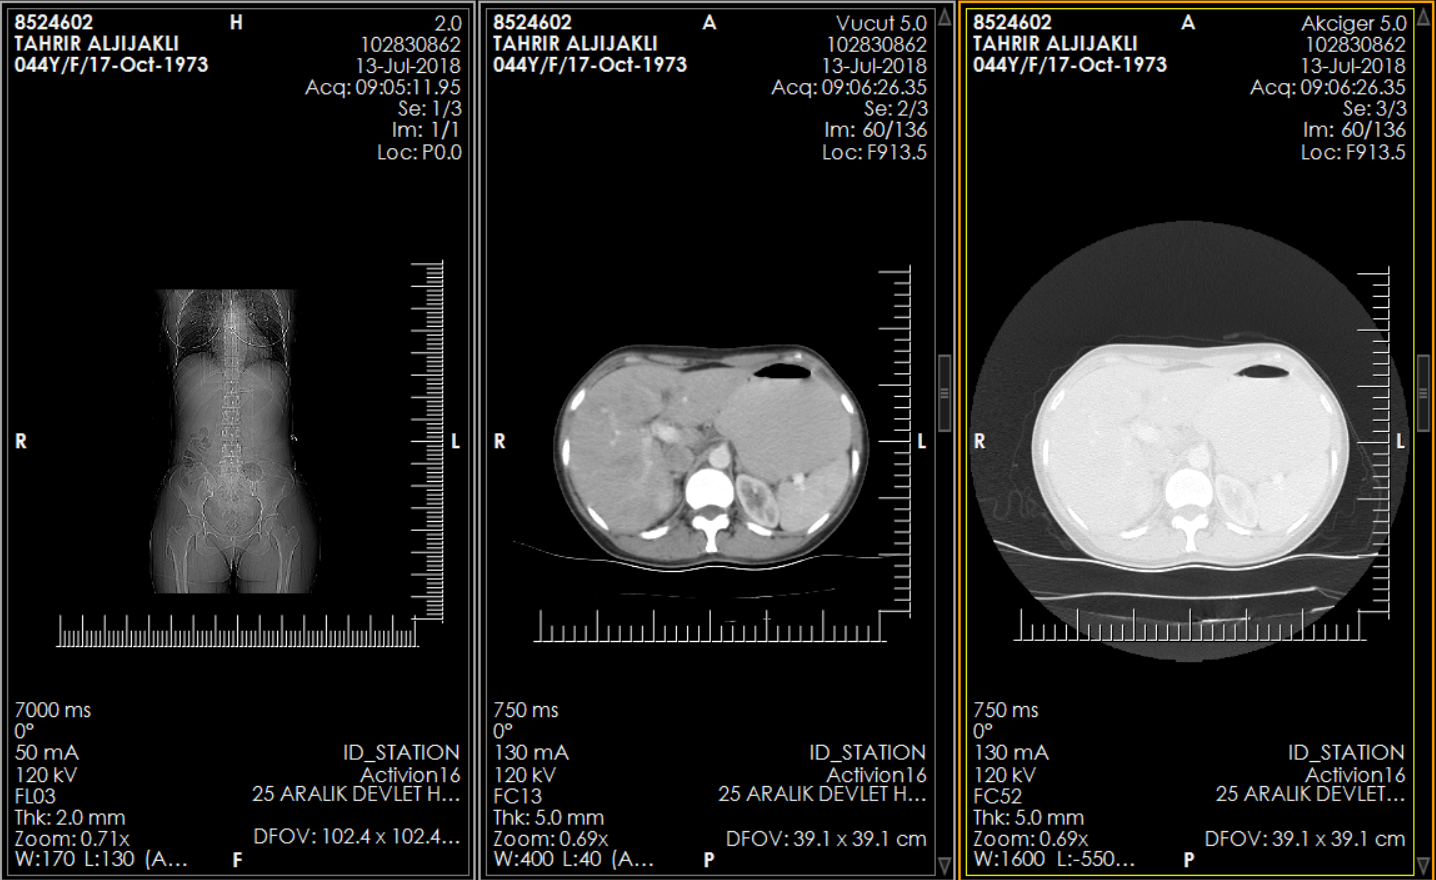 8524602 H 2.0
TAHRIR ALJIJAKLI 102830862
044Y/F/17-Oct-1973 13-Jul-2018
Acq: 09:05:11.95
Se: 1/3
Im: 1/1
Loc: P0.0
R L
7000 ms
0°
50 mA ID_STATION
120 kV Activion16
FL03 25 ARALIK DEVLET H...
Thk: 2.0 mm
Zoom: 0.71x DFOV: 102.4 x 102.4...
W:170 L:130 (A... F
8524602 A Vucut 5.0
TAHRIR ALJIJAKLI 102830862
044Y/F/17-Oct-1973 13-Jul-2018
Acq: 09:06:26.35
Se: 2/3
Im: 60/136
Loc: F913.5
R L
750 ms
0°
130 mA ID_STATION
120 kV Activion16
FC13 25 ARALIK DEVLET H...
Thk: 5.0 mm
Zoom: 0.69x DFOV: 39.1 x 39.1 cm
W:400 L:40 (A... P
8524602 A Akciger 5.0
TAHRIR ALJIJAKLI 102830862
044Y/F/17-Oct-1973 13-Jul-2018
Acq: 09:06:26.35
Se: 3/3
Im: 60/136
Loc: F913.5
R L
750 ms
0°
130 mA ID_STATION
120 kV Activion16
FC52 25 ARALIK DEVLET...
Thk: 5.0 mm
Zoom: 0.69x DFOV: 39.1 x 39.1 cm
W:1600 L:-550... P